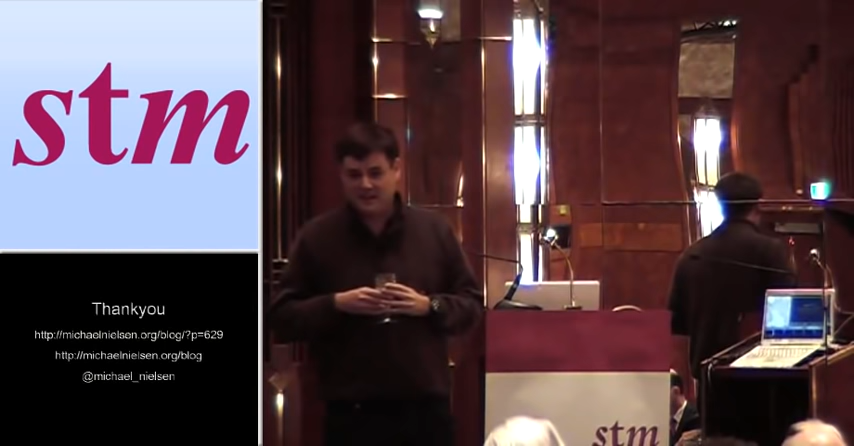 stm
Thankyou
http://michaelnielsen.org/blog/?p=629
http://michaelnielsen.org/blog
@michael_nielsen
stm